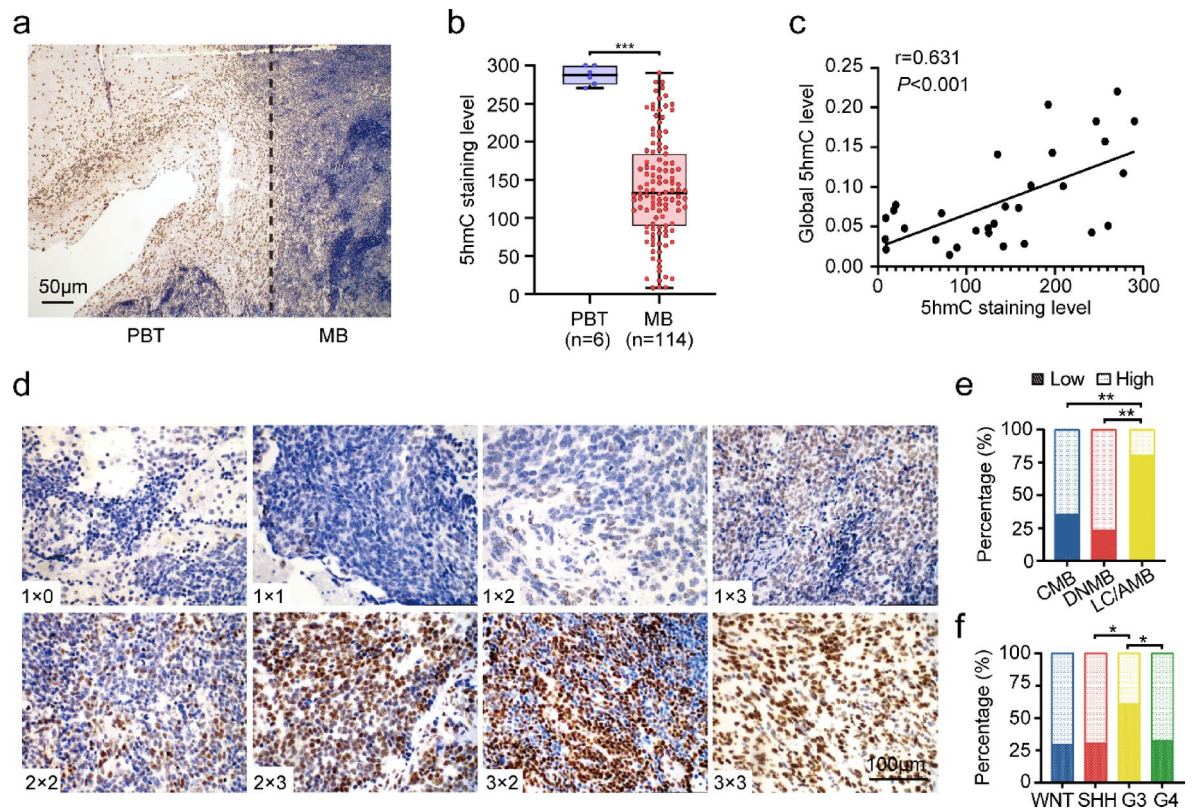 a
50μm
PBT
MB
b
***
5hmC staining level
300
250
200
150
100
50
0
PBT
(n=6)
MB
(n=114)
c
r=0.631
P<0.001
Global 5hmC level
0.25
0.20
0.15
0.10
0.05
0.00
0
100
200
300
5hmC staining level
d
1×0
1×1
1×2
1×3
2×2
2×3
3×2
3×3
100μm
e
Low
High
**
**
Percentage (%)
100
75
50
25
0
CMB
DNMB
LC/AMB
f
*
*
Percentage (%)
100
75
50
25
0
WNT SHH G3 G4